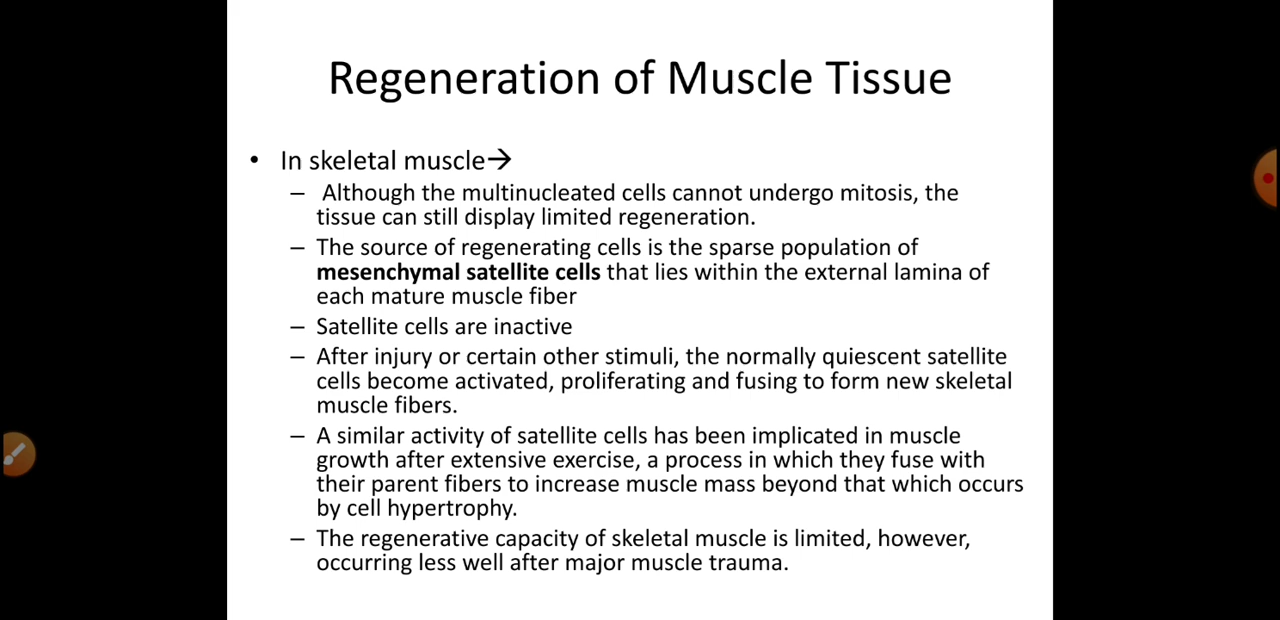 Regeneration of Muscle Tissue
• In skeletal muscle→
– Although the multinucleated cells cannot undergo mitosis, the
tissue can still display limited regeneration.
– The source of regenerating cells is the sparse population of
mesenchymal satellite cells that lies within the external lamina of
each mature muscle fiber
– Satellite cells are inactive
– After injury or certain other stimuli, the normally quiescent satellite
cells become activated, proliferating and fusing to form new skeletal
muscle fibers.
– A similar activity of satellite cells has been implicated in muscle
growth after extensive exercise, a process in which they fuse with
their parent fibers to increase muscle mass beyond that which occurs
by cell hypertrophy.
– The regenerative capacity of skeletal muscle is limited, however,
occurring less well after major muscle trauma.